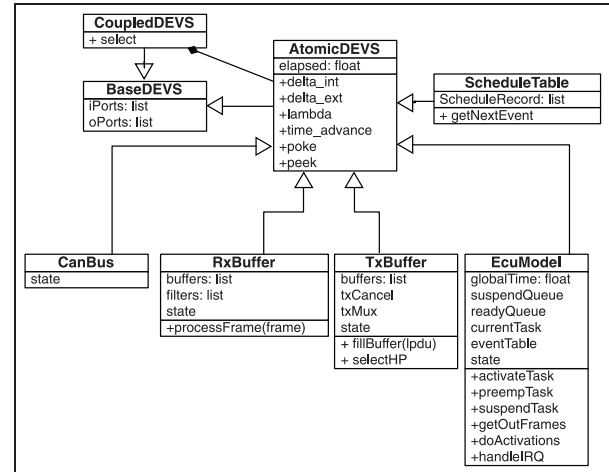 CoupledDEVS
+ select
BaseDEVS
iPorts: list
oPorts: list
AtomicDEVS
elapsed: float
+delta_int
+delta_ext
+lambda
+time_advance
+poke
+peek
ScheduleTable
ScheduleRecord: list
+ getNextEvent
CanBus
state
RxBuffer
buffers: list
filters: list
state
+processFrame(frame)
TxBuffer
buffers: list
txCancel
txMux
state
+ fillBuffer(lpdu)
+ selectHP
EcuModel
globalTime: float
suspendQueue
readyQueue
currentTask
eventTable
state
+activateTask
+preempTask
+suspendTask
+getOutFrames
+doActivations
+handleIRQ